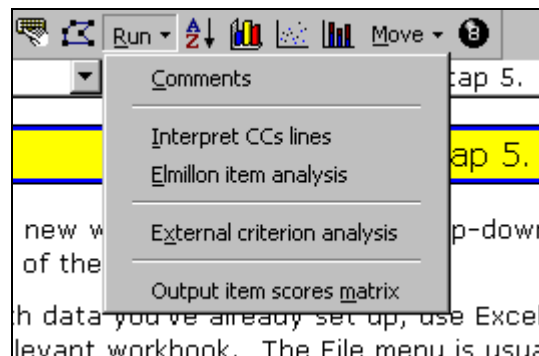 Run Move 8
Comments tap 5.
Interpret CCs lines
Elmillon item analysis ap 5.
new w External criterion analysis p-down
of the
Output item scores matrix
h data you've already set up, use Excel
levant workbook. The File menu is usua